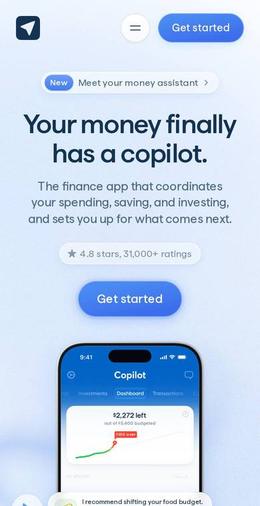 Get started
New Meet your money assistant >
Your money finally
has a copilot.
The finance app that coordinates
your spending, saving, and investing,
and sets you up for what comes next.
★ 4.8 stars, 31,000+ ratings
Get started
9:41
Copilot
Investments Dashboard Transactions
$2,272 left
out of $5,400 budgeted
I recommend shifting your food budget,